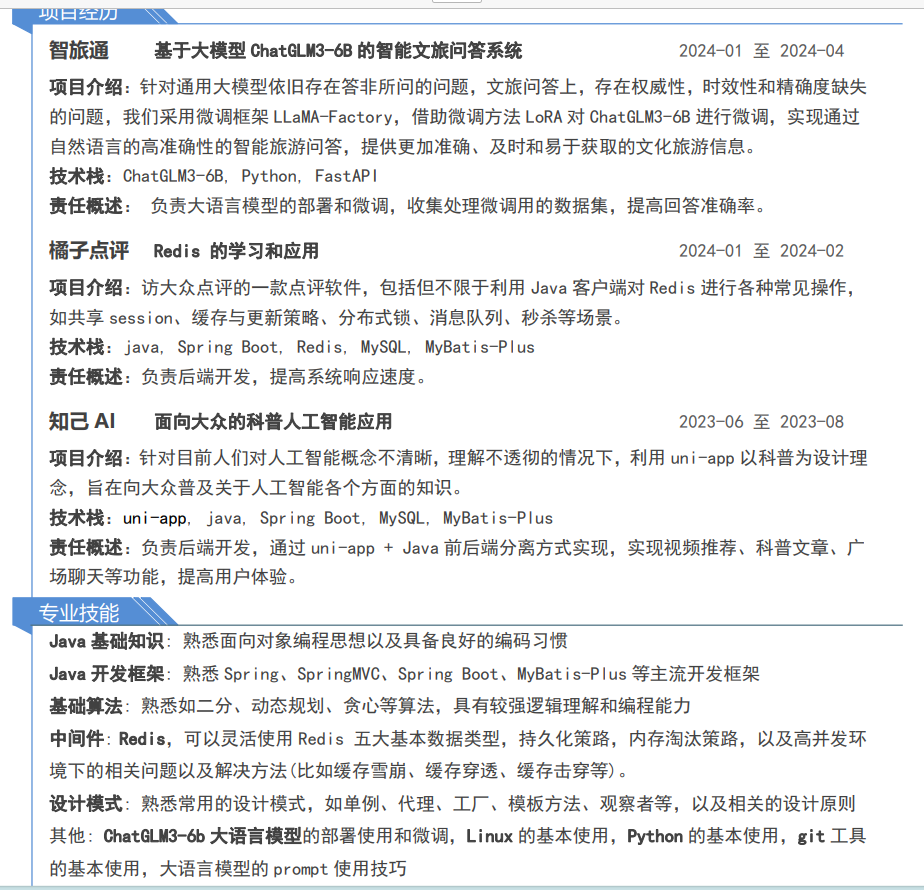 项目经历
智旅通 基于大模型 ChatGLM3-6B 的智能文旅问答系统 2024-01 至 2024-04
项目介绍：针对通用大模型依旧存在答非所问的问题，文旅问答上，存在权威性，时效性和精确度缺失
的问题，我们采用微调框架 LLaMA-Factory，借助微调方法 LoRA 对 ChatGLM3-6B 进行微调，实现通过
自然语言的高准确性的智能旅游问答，提供更加准确、及时和易于获取的文化旅游信息。
技术栈：ChatGLM3-6B, Python, FastAPI
责任概述： 负责大语言模型的部署和微调，收集处理微调用的数据集，提高回答准确率。
橘子点评 Redis 的学习和应用 2024-01 至 2024-02
项目介绍：访大众点评的一款点评软件，包括但不限于利用 Java 客户端对 Redis 进行各种常见操作，
如共享 session、缓存与更新策略、分布式锁、消息队列、秒杀等场景。
技术栈：java, Spring Boot, Redis, MySQL, MyBatis-Plus
责任概述：负责后端开发，提高系统响应速度。
知己 AI 面向大众的科普人工智能应用 2023-06 至 2023-08
项目介绍：针对目前人们对人工智能概念不清晰，理解不透彻的情况下，利用 uni-app 以科普为设计理
念，旨在向大众普及关于人工智能各个方面的知识。
技术栈：uni-app, java, Spring Boot, MySQL, MyBatis-Plus
责任概述：负责后端开发，通过 uni-app + Java 前后端分离方式实现，实现视频推荐、科普文章、广
场聊天等功能，提高用户体验。
专业技能
Java 基础知识: 熟悉面向对象编程思想以及具备良好的编码习惯
Java 开发框架: 熟悉 Spring、SpringMVC、Spring Boot、MyBatis-Plus 等主流开发框架
基础算法: 熟悉如二分、动态规划、贪心等算法，具有较强逻辑理解和编程能力
中间件: Redis，可以灵活使用 Redis 五大基本数据类型，持久化策路，内存淘汰策路，以及高并发环
境下的相关问题以及解决方法(比如缓存雪崩、缓存穿透、缓存击穿等)。
设计模式: 熟悉常用的设计模式，如单例、代理、工厂、模板方法、观察者等，以及相关的设计原则
其他: ChatGLM3-6b 大语言模型的部署使用和微调，Linux 的基本使用，Python 的基本使用，git 工具
的基本使用，大语言模型的 prompt 使用技巧